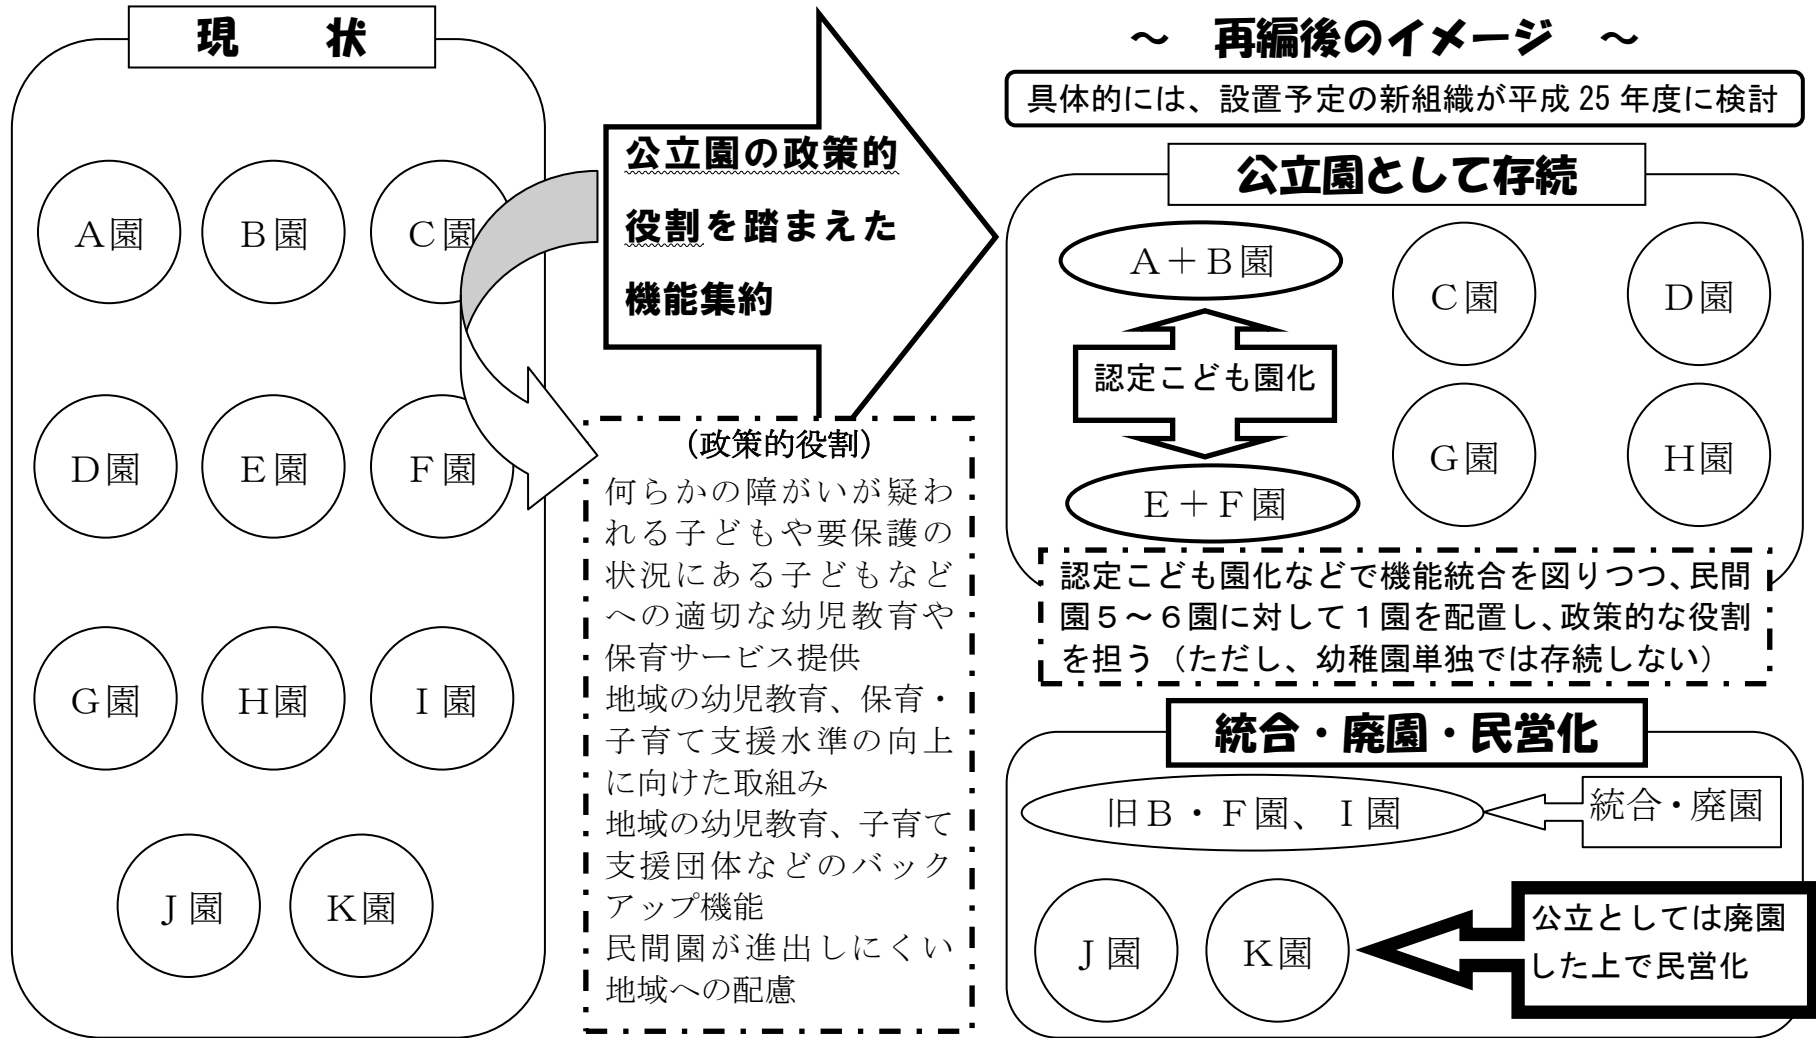 現　状
A園
B園
C園
D園
E園
F園
G園
H園
I園
J園
K園
公立園の政策的
役割を踏まえた
機能集約
（政策的役割）
何らかの障がいが疑わ
れる子どもや要保護の
状況にある子どもなど
への適切な幼児教育や
保育サービス提供
地域の幼児教育、保育・
子育て支援水準の向上
に向けた取組み
地域の幼児教育、子育て
支援団体などのバック
アップ機能
民間園が進出しにくい
地域への配慮
～　再編後のイメージ　～
具体的には、設置予定の新組織が平成 25 年度に検討
公立園として存続
A＋B園
C園
D園
認定こども園化
G園
H園
E＋F園
認定こども園化などで機能統合を図りつつ、民間
園５～６園に対して１園を配置し、政策的な役割
を担う（ただし、幼稚園単独では存続しない）
統合・廃園・民営化
旧B・F園、I園
統合・廃園
J園
K園
公立としては廃園
した上で民営化